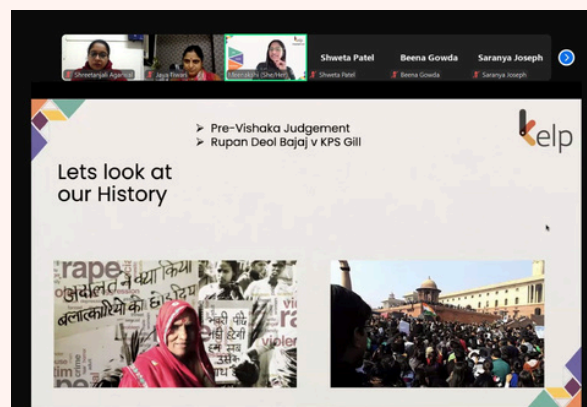 Shweta Patel
Beena Gowda
Saranya Joseph
Shreetanjali Agarwal
Jaya Tiwari
Meenakshi (She/Her)
Shweta Patel
Beena Gowda
Saranya Joseph
➢ Pre-Vishaka Judgement
➢ Rupan Deol Bajaj v KPS Gill
kelp
Lets look at
our History
rape
अदालत ने क्या किया
बलात्कारियों को छोड़ दिया